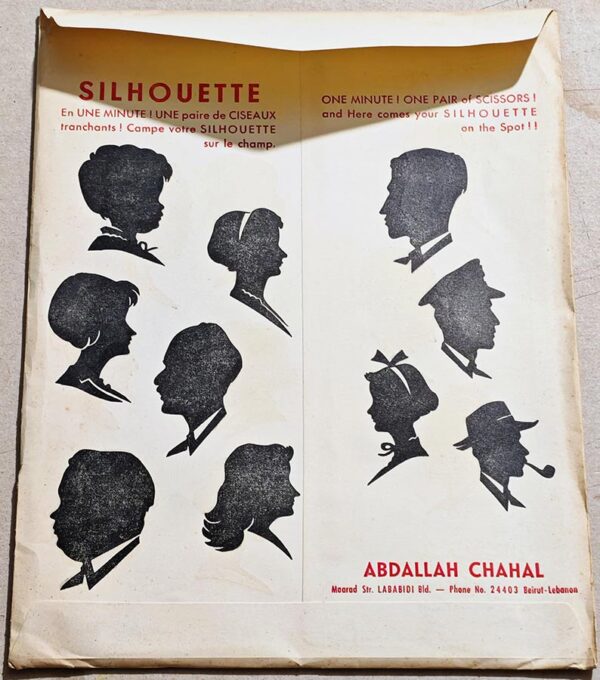 SILHOUETTE
En UNE MINUTE ! UNE paire de CISEAUX
tranchants ! Campe votre SILHOUETTE
sur le champ.
ONE MINUTE ! ONE PAIR of SCISSORS !
and Here comes your SILHOUETTE
on the Spot ! !
ABDALLAH CHAHAL
Maarad Str. LABABIDI Bld. — Phone No. 24403 Beirut-Lebanon